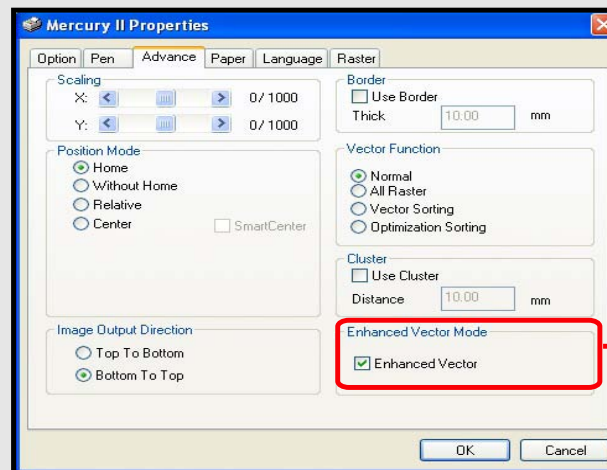 Mercury II Properties
Option Pen Advance Paper Language Raster
Scaling
X: 0/1000
Y: 0/1000
Position Mode
Home
Without Home
Relative
Center SmartCenter
Image Output Direction
Top To Bottom
Bottom To Top
Border
Use Border
Thick 10.00 mm
Vector Function
Normal
All Raster
Vector Sorting
Optimization Sorting
Cluster
Use Cluster
Distance 10.00 mm
Enhanced Vector Mode
Enhanced Vector
OK Cancel